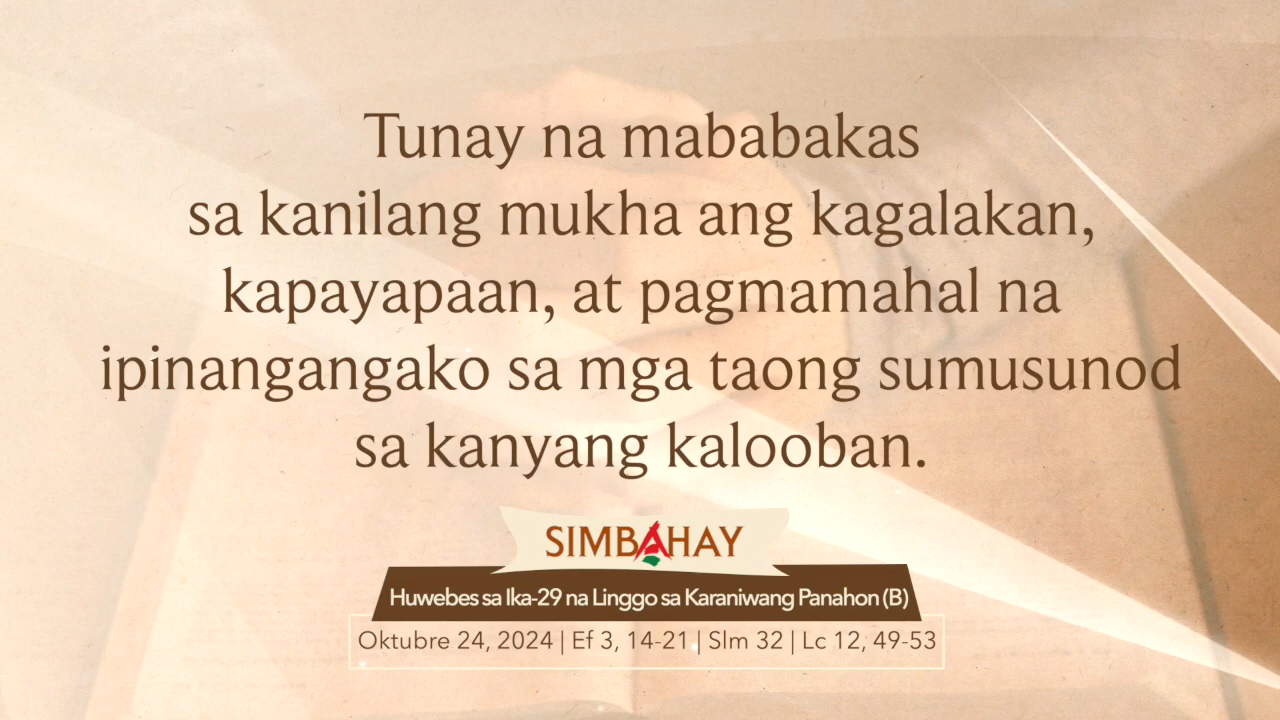 Tunay na mababakas
sa kanilang mukha ang kagalakan,
kapayapaan, at pagmamahal na
ipinangangako sa mga taong sumusunod
sa kanyang kalooban.
SIMBAHAY
Huwebes sa Ika-29 na Linggo sa Karaniwang Panahon (B)
Oktubre 24, 2024 | Ef 3, 14-21 | Slm 32 | Lc 12, 49-53